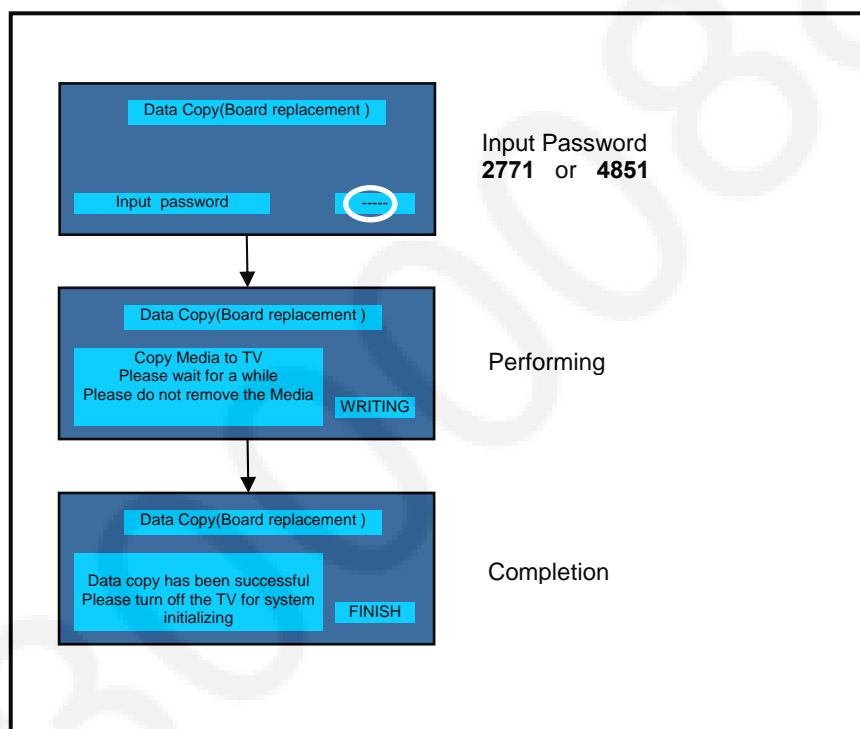 Data Copy(Board replacement )
Input password
-----
Input Password
2771 or 4851
Data Copy(Board replacement )
Copy Media to TV
Please wait for a while
Please do not remove the Media
WRITING
Performing
Data Copy(Board replacement )
Data copy has been successful
Please turn off the TV for system
initializing
FINISH
Completion